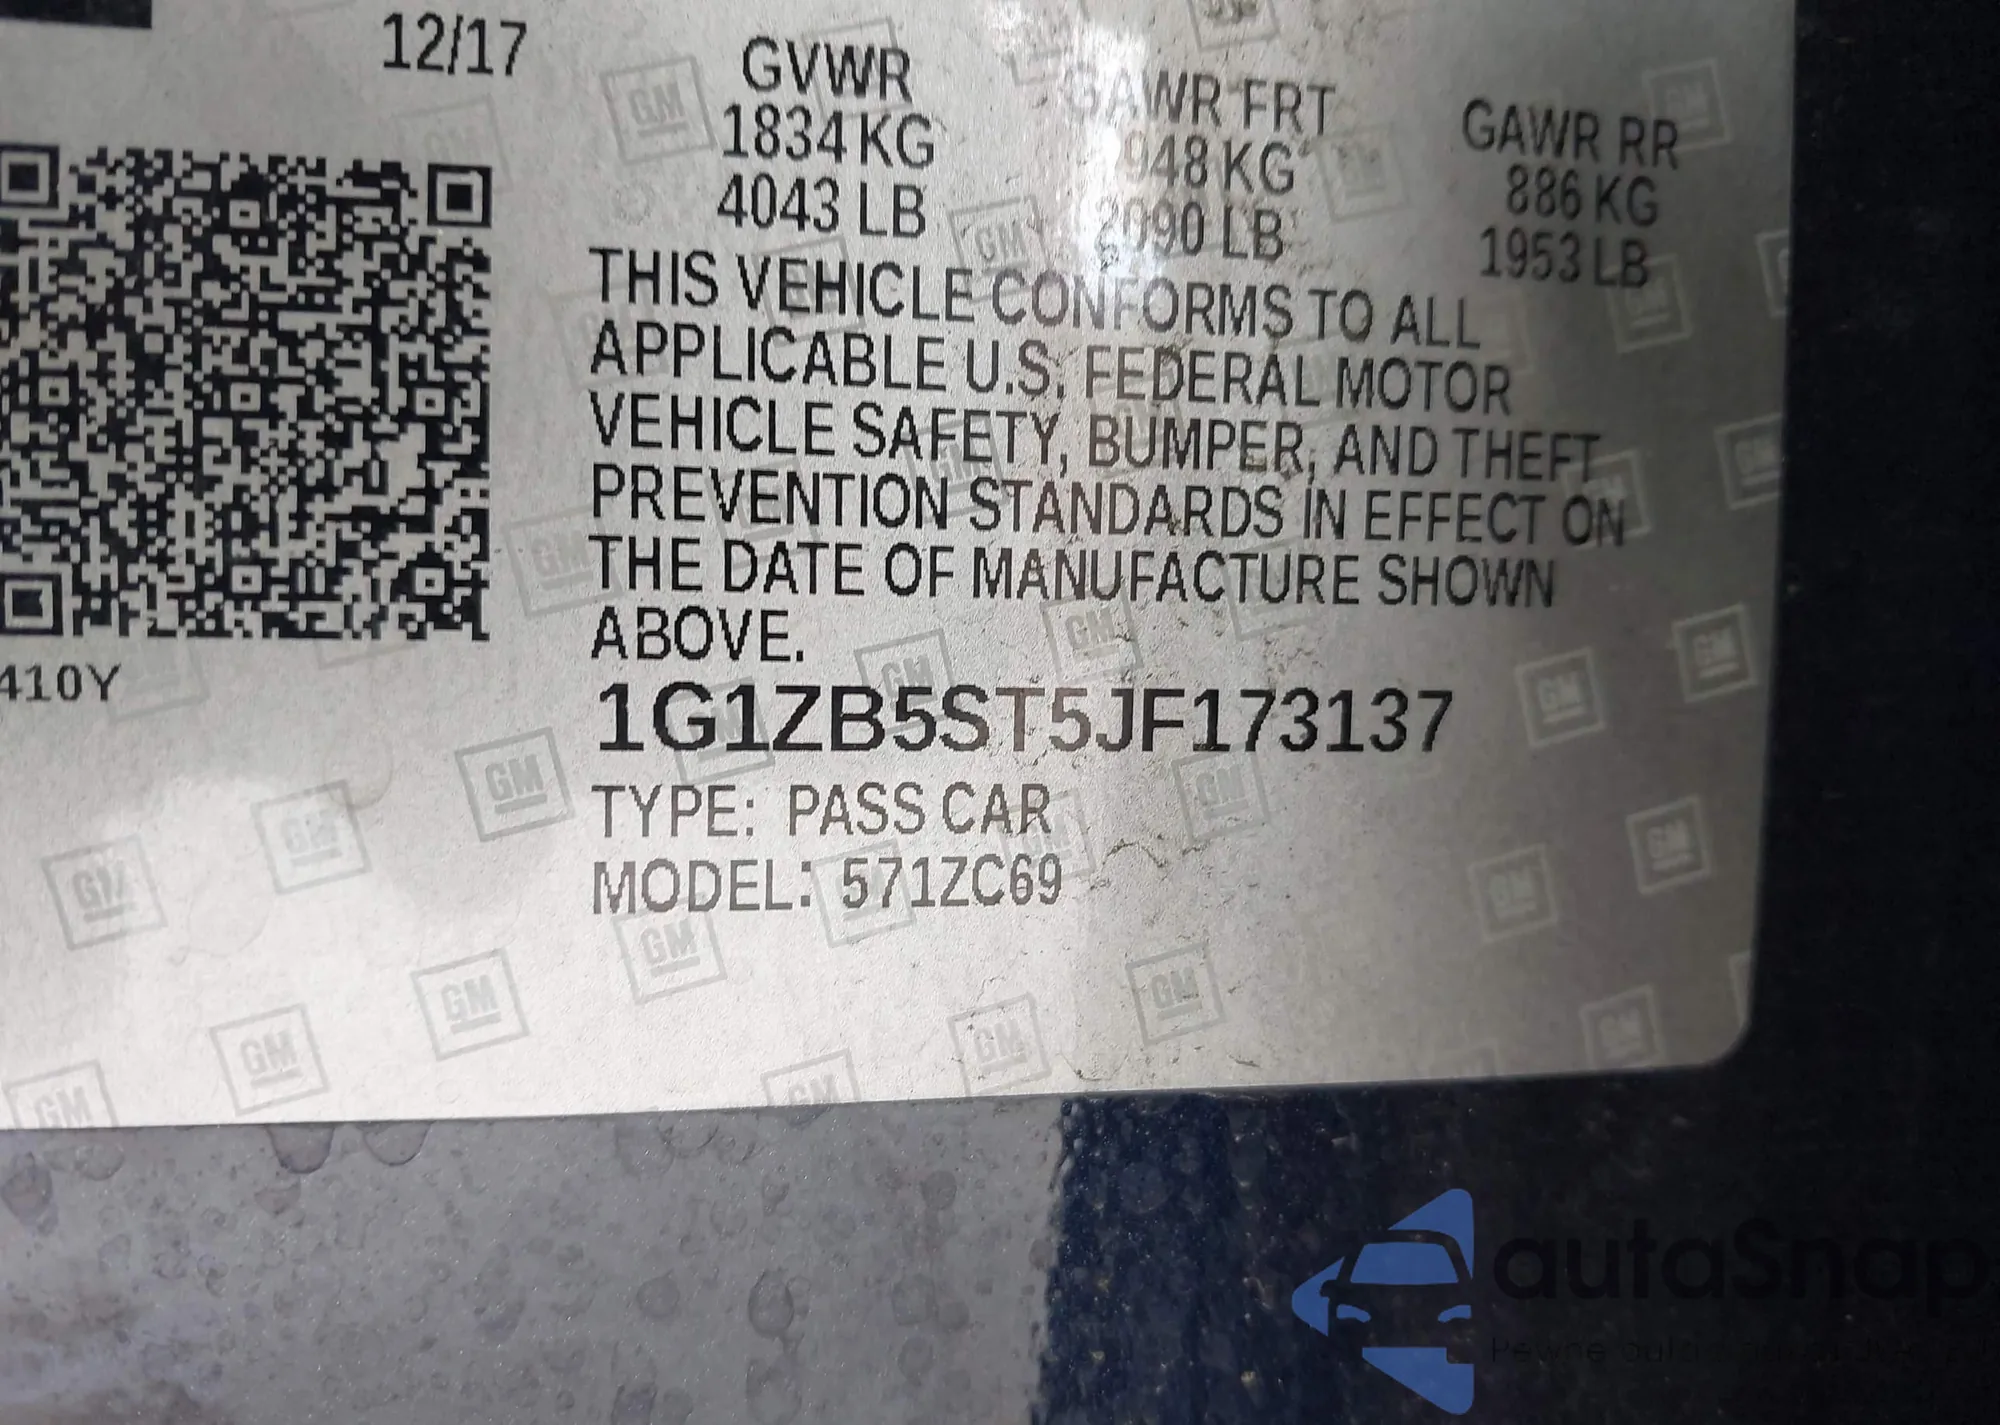 12/17
GVWR GAWR FRT GAWR RR
1834 KG 948 KG 886 KG
4043 LB 2090 LB 1953 LB
THIS VEHICLE CONFORMS TO ALL
APPLICABLE U.S. FEDERAL MOTOR
VEHICLE SAFETY, BUMPER, AND THEFT
PREVENTION STANDARDS IN EFFECT ON
THE DATE OF MANUFACTURE SHOWN
ABOVE.
410Y
1G1ZB5ST5JF173137
TYPE: PASS CAR
MODEL: 571ZC69
GM
autaSnap